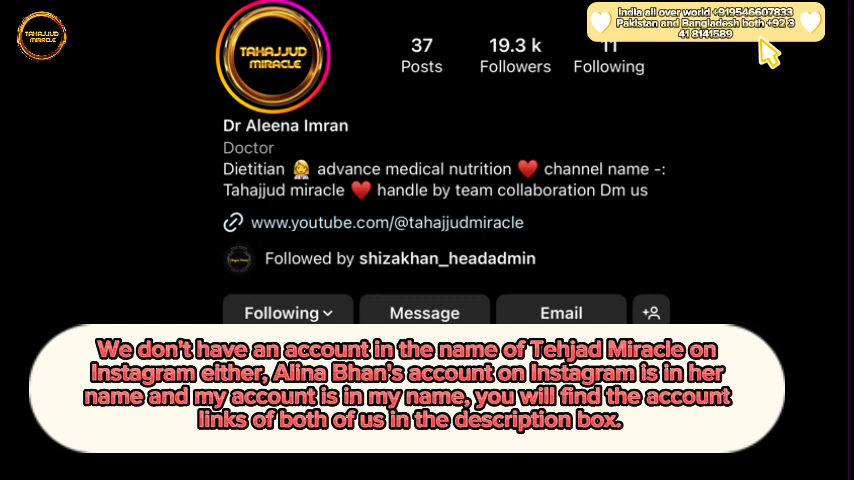 TAHAJJUD
MIRACLE
TAHAJJUD
MIRACLE
37
Posts
19.3 k
Followers
11
Following
India all over world +919546607833
Pakistan and Bangladesh both +92 3
41 8141589
Dr Aleena Imran
Doctor
Dietitian 👩‍⚕️ advance medical nutrition ♥️ channel name -:
Tahajjud miracle ♥️ handle by team collaboration Dm us
www.youtube.com/@tahajjudmiracle
Followed by shizakhan_headadmin
Following
Message
Email
We don't have an account in the name of Tehjad Miracle on
Instagram either, Alina Bhan's account on Instagram is in her
name and my account is in my name, you will find the account
links of both of us in the description box.